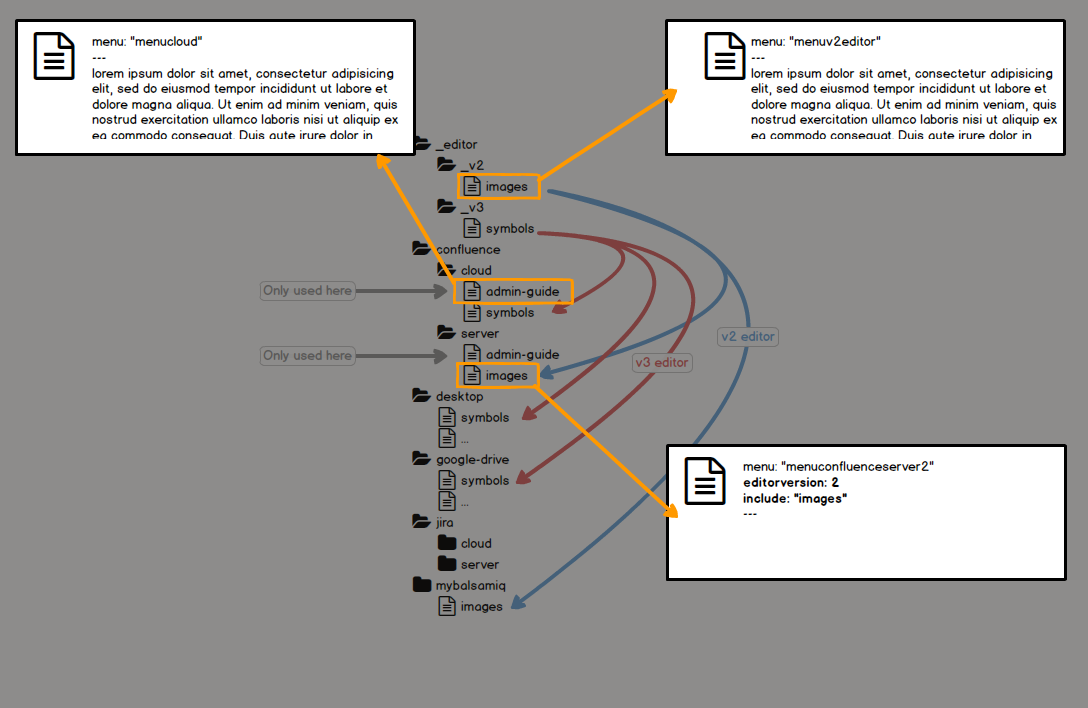 menu: "menucloud"
---
lorem ipsum dolor sit amet, consectetur adipisicing
elit, sed do eiusmod tempor incididunt ut labore et
dolore magna aliqua. Ut enim ad minim veniam, quis
nostrud exercitation ullamco laboris nisi ut aliquip ex
ea commodo consequat. Duis aute irure dolor in
menu: "menuv2editor"
---
lorem ipsum dolor sit amet, consectetur adipisicing
elit, sed do eiusmod tempor incididunt ut labore et
dolore magna aliqua. Ut enim ad minim veniam, quis
nostrud exercitation ullamco laboris nisi ut aliquip ex
ea commodo consequat. Duis aute irure dolor in
_editor
_v2
images
_v3
symbols
confluence
cloud
Only used here
admin-guide
symbols
server
v2 editor
Only used here
admin-guide
v3 editor
images
desktop
symbols
...
google-drive
symbols
...
jira
cloud
server
mybalsamiq
images
menu: "menuconfluenceserver2"
editorversion: 2
include: "images"
---